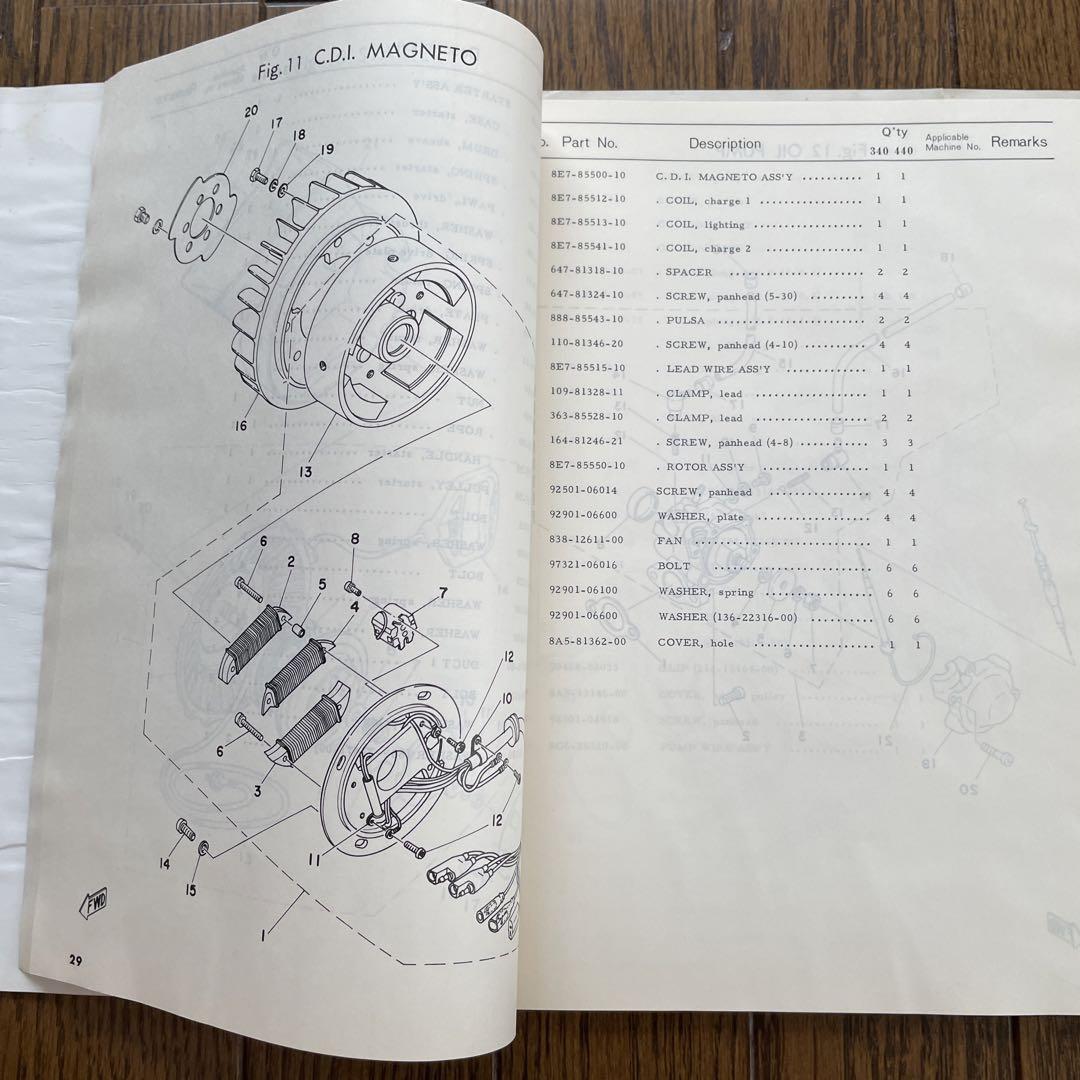 Fig. 11 C.D.I. MAGNETO
20
17
18
19
16
13
6
2
8
5
4
7
12
10
6
3
12
14
15
11
1
FWD
29
Part No. Description Q'ty Applicable Machine No. Remarks
340 440
8E7-85500-10 C.D.I. MAGNETO ASS'Y .......... 1 1
8E7-85512-10 . COIL, charge 1 .................. 1 1
8E7-85513-10 . COIL, lighting ................... 1 1
8E7-85541-10 . COIL, charge 2 .................. 1 1
647-81318-10 . SPACER ....................... 2 2
647-81324-10 . SCREW, panhead (5-30) .......... 4 4
888-85543-10 . PULSA ......................... 2 2
110-81346-20 . SCREW, panhead (4-10) .......... 4 4
8E7-85515-10 . LEAD WIRE ASS'Y ............. 1 1
109-81328-11 . CLAMP, lead ................... 1 1
363-85528-10 . CLAMP, lead ................... 2 2
164-81246-21 . SCREW, panhead (4-8) ........... 3 3
8E7-85550-10 . ROTOR ASS'Y .................. 1 1
92501-06014 SCREW, panhead ................. 4 4
92901-06600 WASHER, plate ................... 4 4
838-12611-00 FAN ............................. 1 1
97321-06016 BOLT ........................... 6 6
92901-06100 WASHER, spring .................. 6 6
92901-06600 WASHER (136-22316-00) ........... 6 6
8A5-81362-00 COVER, hole .................... 1 1